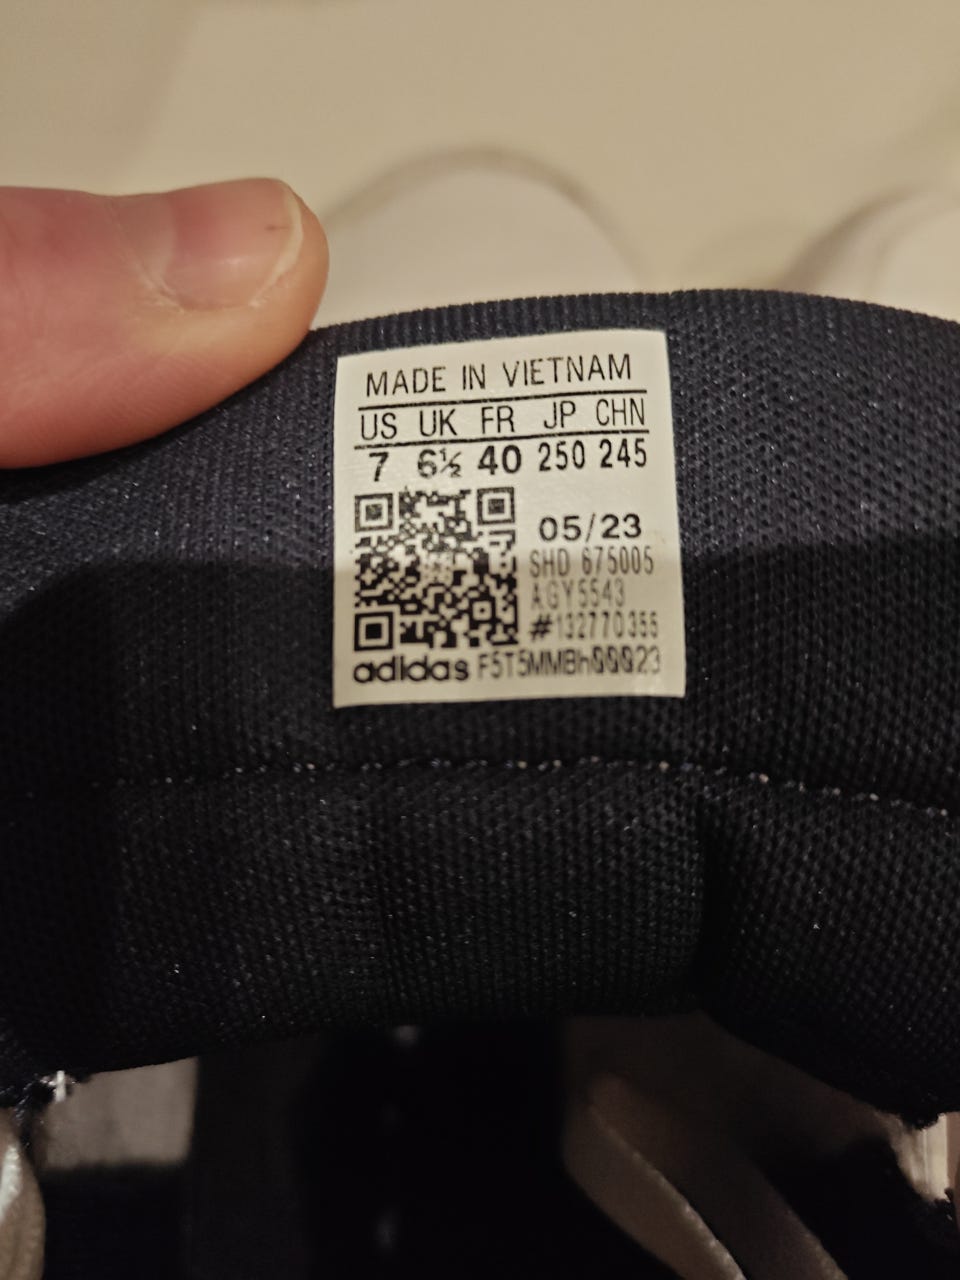 MADE IN VIETNAM
US UK FR JP CHN
7 6½ 40 250 245
05/23
SHD 675005
AGY5543
#132770355
adidas F5T5MMBh00023